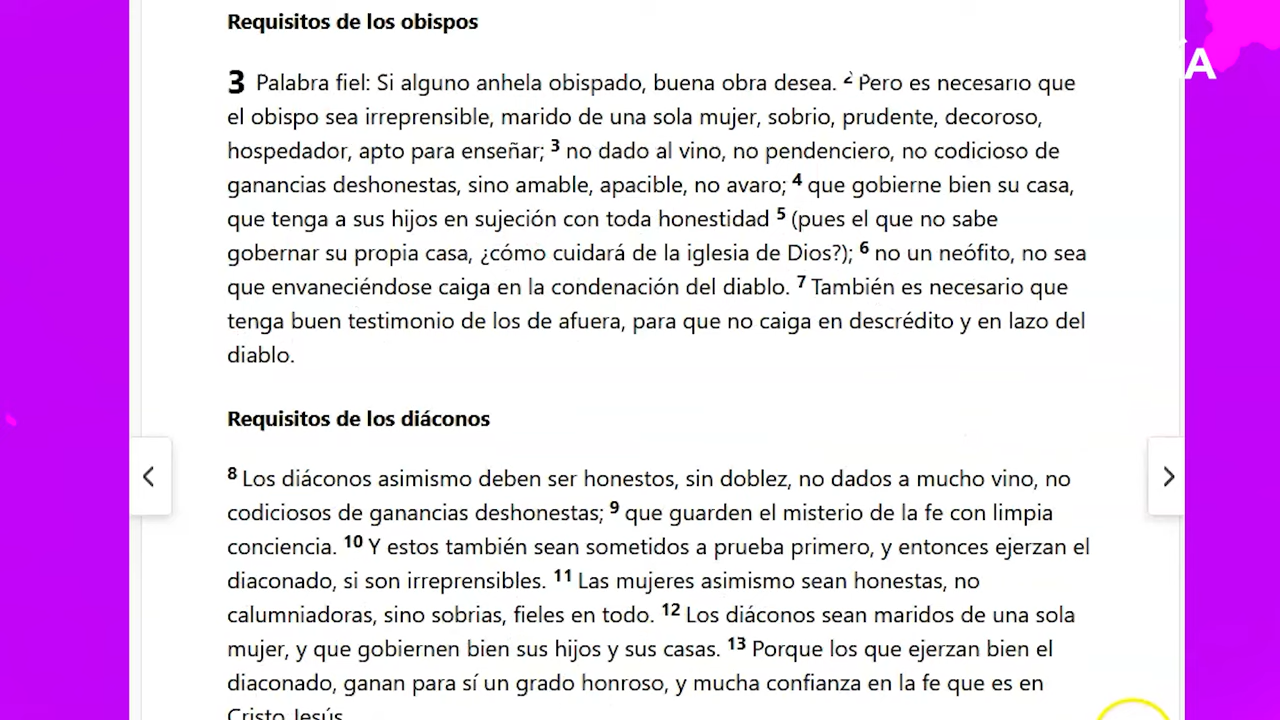 Requisitos de los obispos
3 Palabra fiel: Si alguno anhela obispado, buena obra desea. 2 Pero es necesario que
el obispo sea irreprensible, marido de una sola mujer, sobrio, prudente, decoroso,
hospedador, apto para enseñar; 3 no dado al vino, no pendenciero, no codicioso de
ganancias deshonestas, sino amable, apacible, no avaro; 4 que gobierne bien su casa,
que tenga a sus hijos en sujeción con toda honestidad 5 (pues el que no sabe
gobernar su propia casa, ¿cómo cuidará de la iglesia de Dios?); 6 no un neófito, no sea
que envaneciéndose caiga en la condenación del diablo. 7 También es necesario que
tenga buen testimonio de los de afuera, para que no caiga en descrédito y en lazo del
diablo.
Requisitos de los diáconos
8 Los diáconos asimismo deben ser honestos, sin doblez, no dados a mucho vino, no
codiciosos de ganancias deshonestas; 9 que guarden el misterio de la fe con limpia
conciencia. 10 Y estos también sean sometidos a prueba primero, y entonces ejerzan el
diaconado, si son irreprensibles. 11 Las mujeres asimismo sean honestas, no
calumniadoras, sino sobrias, fieles en todo. 12 Los diáconos sean maridos de una sola
mujer, y que gobiernen bien sus hijos y sus casas. 13 Porque los que ejerzan bien el
diaconado, ganan para sí un grado honroso, y mucha confianza en la fe que es en
Cristo Jesús.